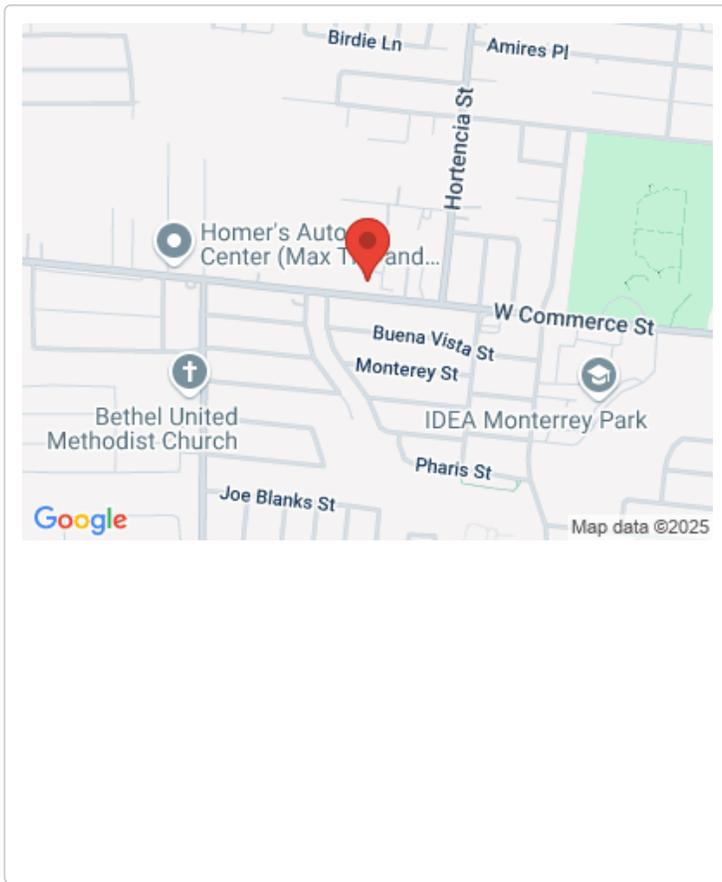 Birdie Ln
Amires Pl
Hortencia St
Homer's Auto
Center (Max T and...
W Commerce St
Buena Vista St
Monterey St
Bethel United
Methodist Church
IDEA Monterrey Park
Pharis St
Joe Blanks St
Google
Map data ©2025